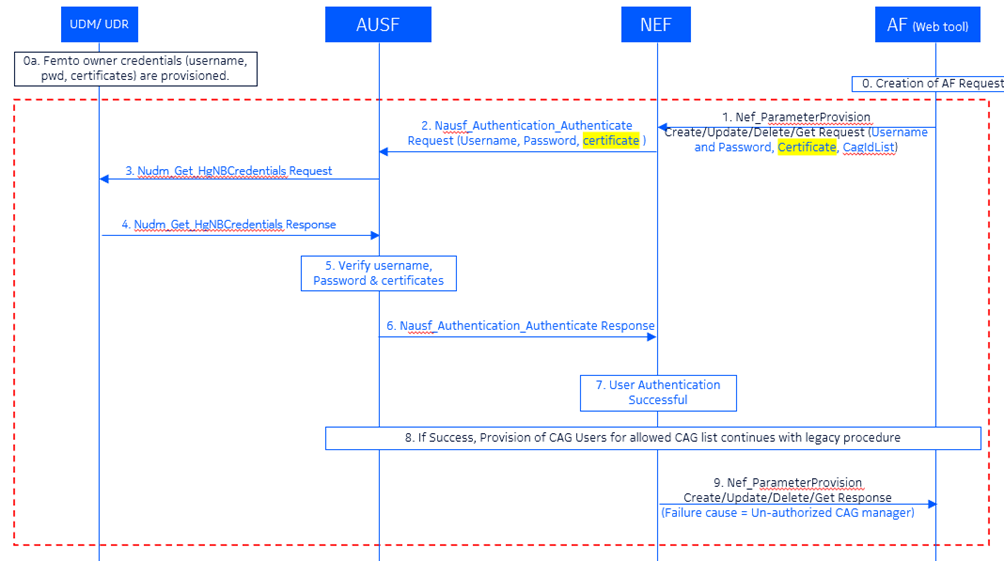 UDM/ UDR
AUSF
NEF
AF (Web tool)
0a. Femto owner credentials (username,
pwd, certificates) are provisioned.
0. Creation of AF Request
1. Nef_ParameterProvision
Create/Update/Delete/Get Request (Username
and Password, Certificate, CagIdList)
2. Nausf_Authentication_Authenticate
Request (Username, Password, certificate )
3. Nudm_Get_HgNBCredentials Request
4. Nudm_Get_HgNBCredentials Response
5. Verify username,
Password & certificates
6. Nausf_Authentication_Authenticate Response
7. User Authentication
Successful
8. If Success, Provision of CAG Users for allowed CAG list continues with legacy procedure
9. Nef_ParameterProvision
Create/Update/Delete/Get Response
(Failure cause = Un-authorized CAG manager)